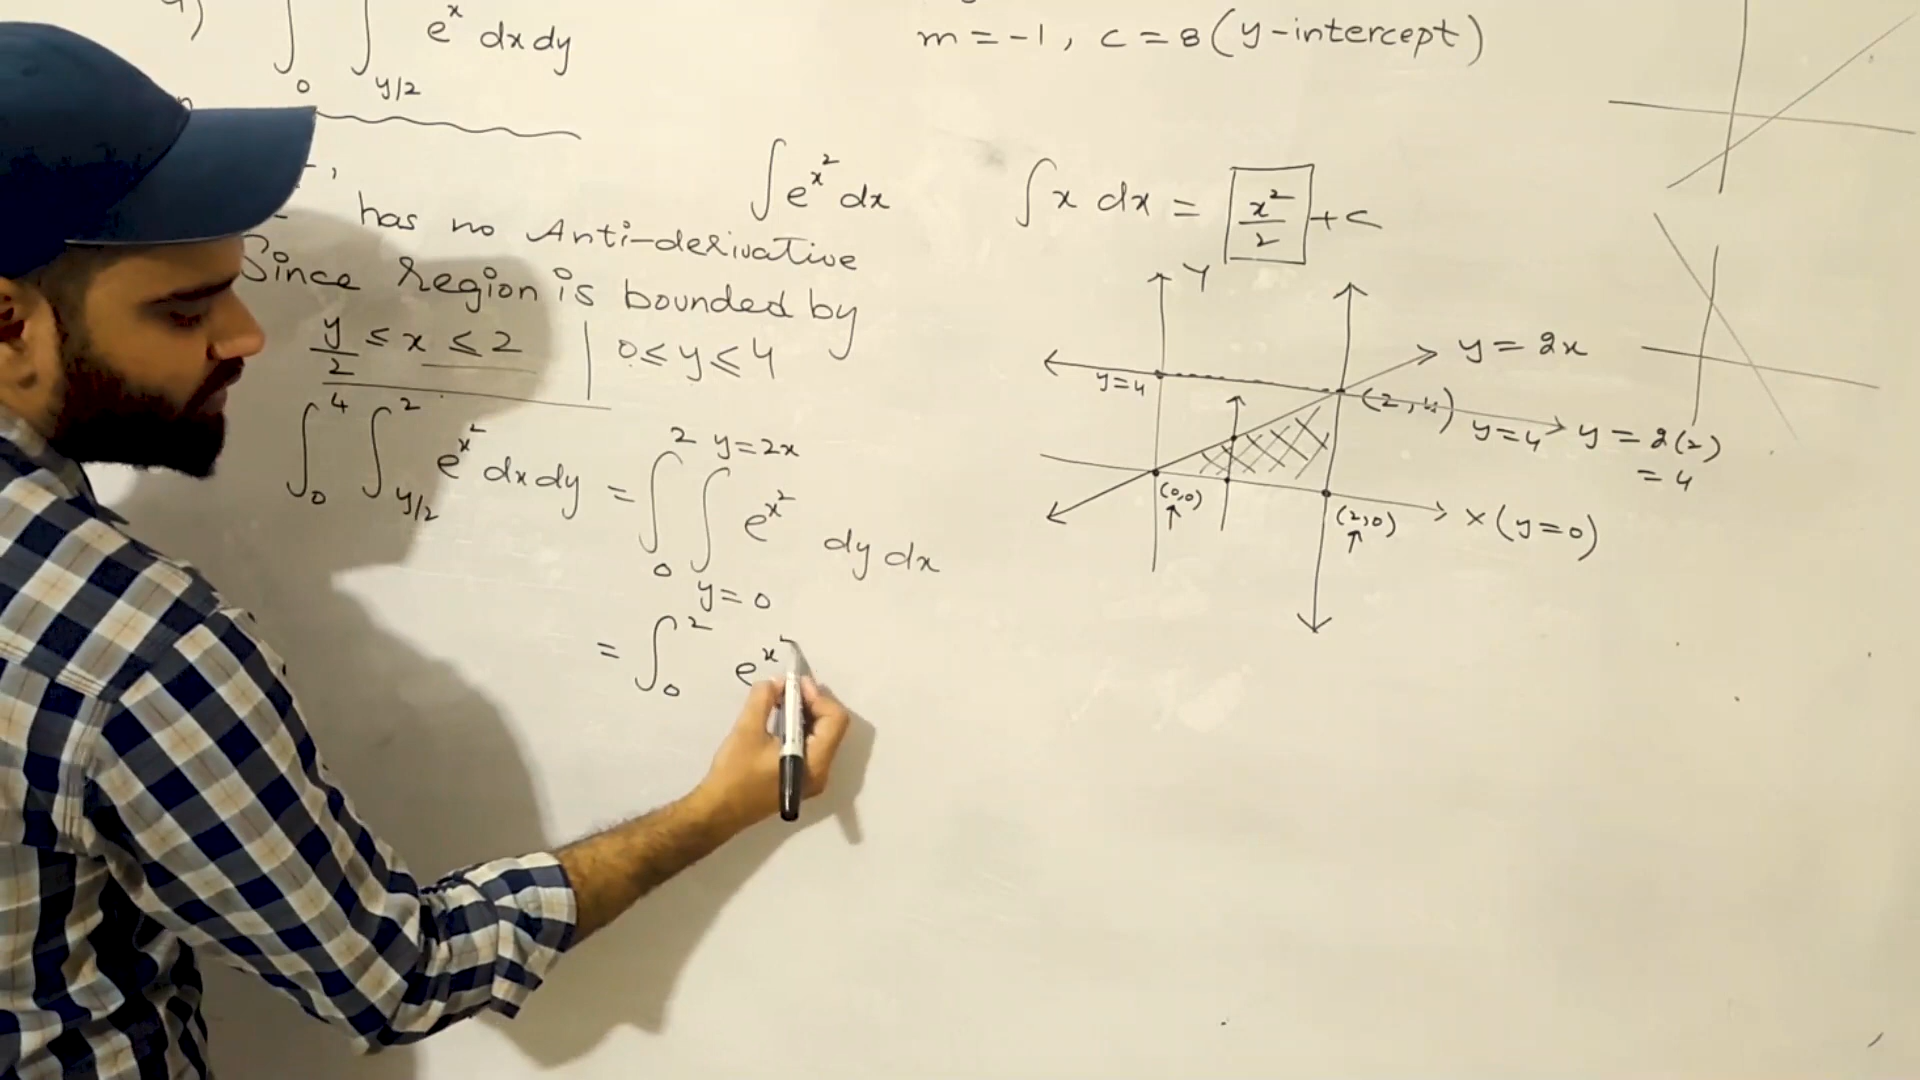 4) ∫₀ ∫_{y/2} eˣ dx dy
m = -1, c = 8 (y-intercept)
∫ e^{x²} dx
∫ x dx = x²/2 + c
has no Anti-derivative
Since region is bounded by
y/2 ≤ x ≤ 2 | 0 ≤ y ≤ 4
∫₀⁴ ∫_{y/2}² e^{x²} dx dy = ∫₀² ∫_{y=0}^{y=2x} e^{x²} dy dx
= ∫₀² e^{x²}
Y
y = 2x
y=4
(2,4)
y=4
y = 2(2)
= 4
(0,0)
(2,0)
x (y=0)